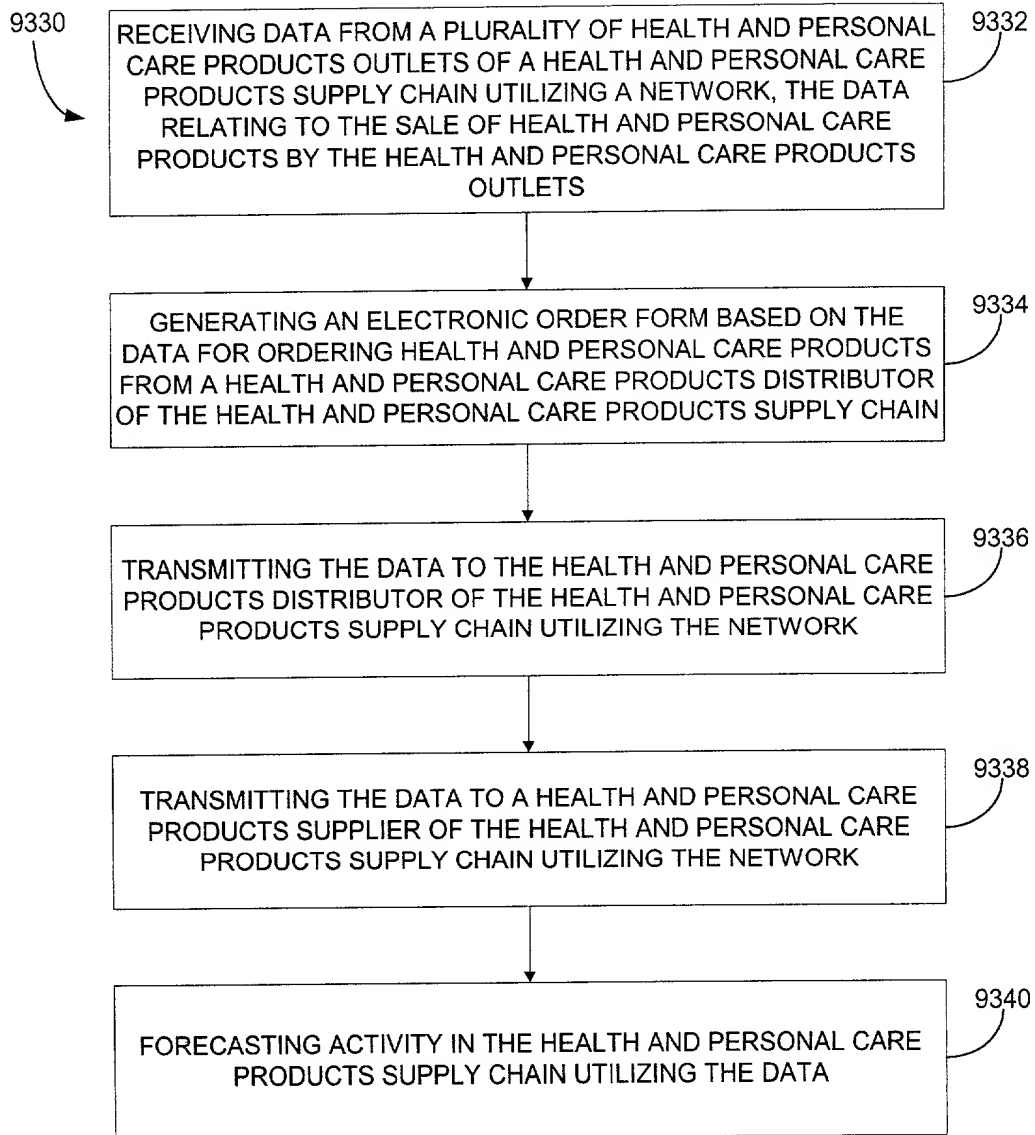 9330
RECEIVING DATA FROM A PLURALITY OF HEALTH AND PERSONAL
CARE PRODUCTS OUTLETS OF A HEALTH AND PERSONAL CARE
PRODUCTS SUPPLY CHAIN UTILIZING A NETWORK, THE DATA
RELATING TO THE SALE OF HEALTH AND PERSONAL CARE
PRODUCTS BY THE HEALTH AND PERSONAL CARE PRODUCTS
OUTLETS
9332
GENERATING AN ELECTRONIC ORDER FORM BASED ON THE
DATA FOR ORDERING HEALTH AND PERSONAL CARE PRODUCTS
FROM A HEALTH AND PERSONAL CARE PRODUCTS DISTRIBUTOR
OF THE HEALTH AND PERSONAL CARE PRODUCTS SUPPLY CHAIN
9334
TRANSMITTING THE DATA TO THE HEALTH AND PERSONAL CARE
PRODUCTS DISTRIBUTOR OF THE HEALTH AND PERSONAL CARE
PRODUCTS SUPPLY CHAIN UTILIZING THE NETWORK
9336
TRANSMITTING THE DATA TO A HEALTH AND PERSONAL CARE
PRODUCTS SUPPLIER OF THE HEALTH AND PERSONAL CARE
PRODUCTS SUPPLY CHAIN UTILIZING THE NETWORK
9338
FORECASTING ACTIVITY IN THE HEALTH AND PERSONAL CARE
PRODUCTS SUPPLY CHAIN UTILIZING THE DATA
9340